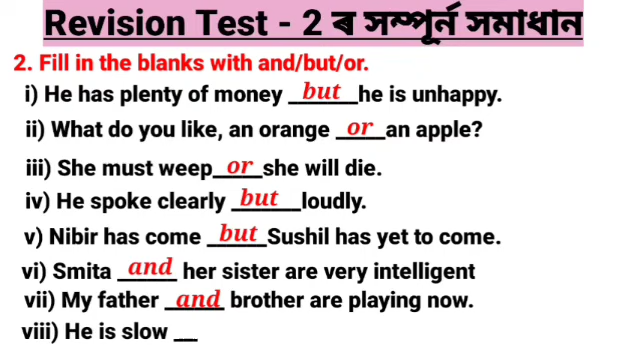 Revision Test - 2 ৰ সম্পূৰ্ন সমাধান
2. Fill in the blanks with and/but/or.
i) He has plenty of money but he is unhappy.
ii) What do you like, an orange or an apple?
iii) She must weep or she will die.
iv) He spoke clearly but loudly.
v) Nibir has come but Sushil has yet to come.
vi) Smita and her sister are very intelligent
vii) My father and brother are playing now.
viii) He is slow __